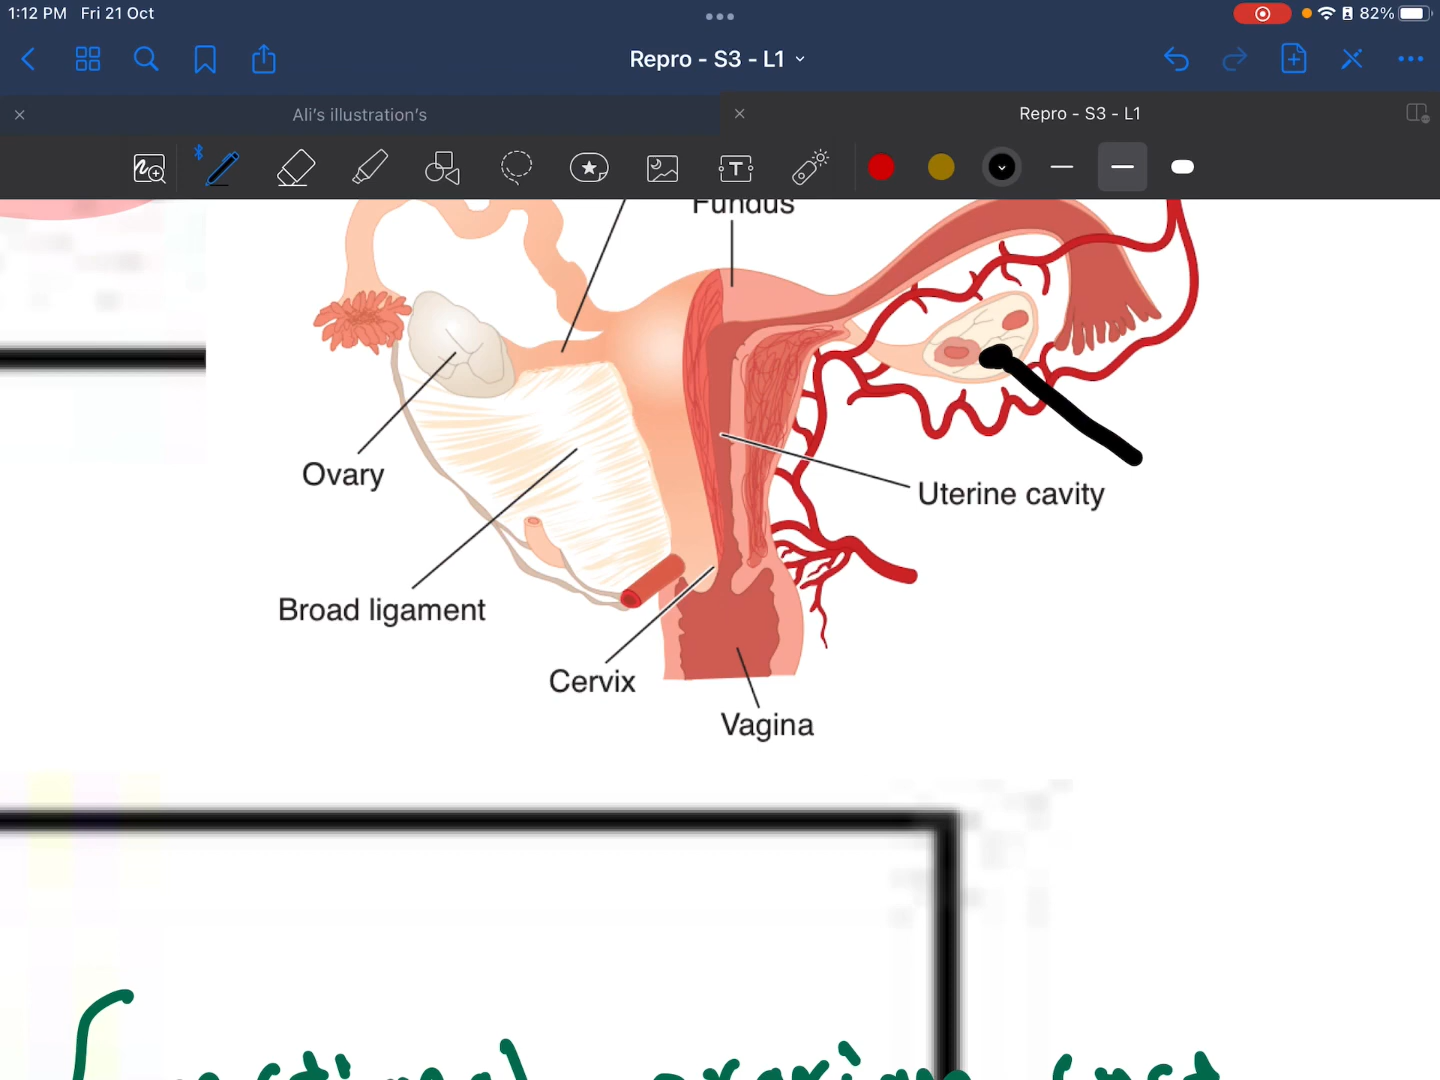 1:12 PM Fri 21 Oct
82%
Repro - S3 - L1
Ali's illustration's
Repro - S3 - L1
Fundus
Ovary
Uterine cavity
Broad ligament
Cervix
Vagina